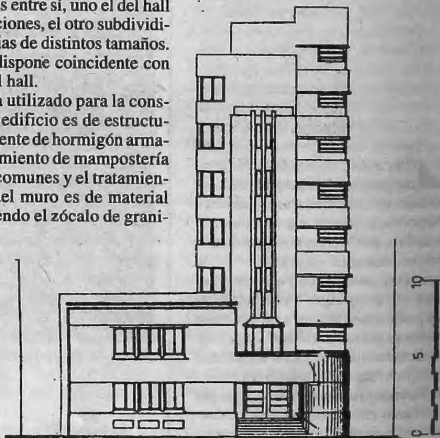 s entre sí, uno el del hall
ciones, el otro subdividi-
ias de distintos tamaños.
dispone coincidente con
l hall.
a utilizado para la cons-
edificio es de estructu-
ente de hormigón arma-
miento de mampostería
comunes y el tratamien-
el muro es de material
endo el zócalo de grani-
10
5
0